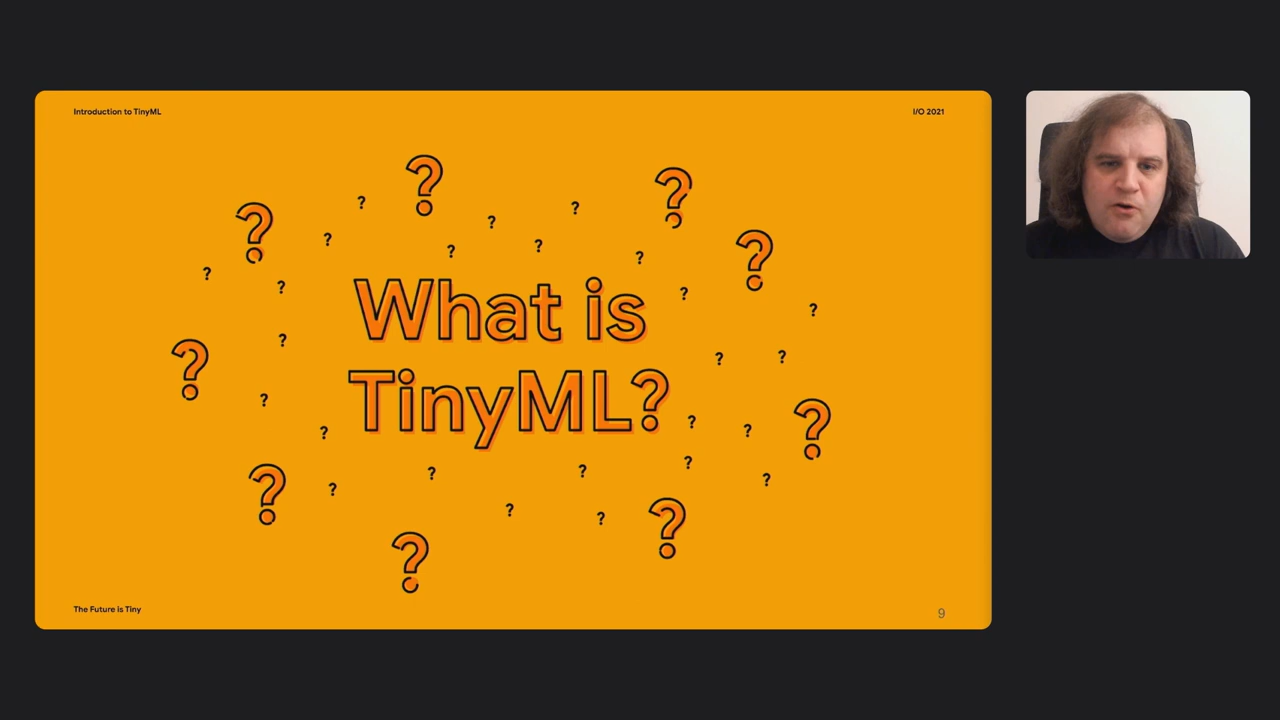 Introduction to TinyML
I/O 2021
? ? ? ? ? ? ? ? ? ? ? ? ? ? ? ?
What is
TinyML?
? ? ? ? ? ? ? ? ? ? ? ? ? ? ? ? ? ? ? ?
The Future is Tiny
9